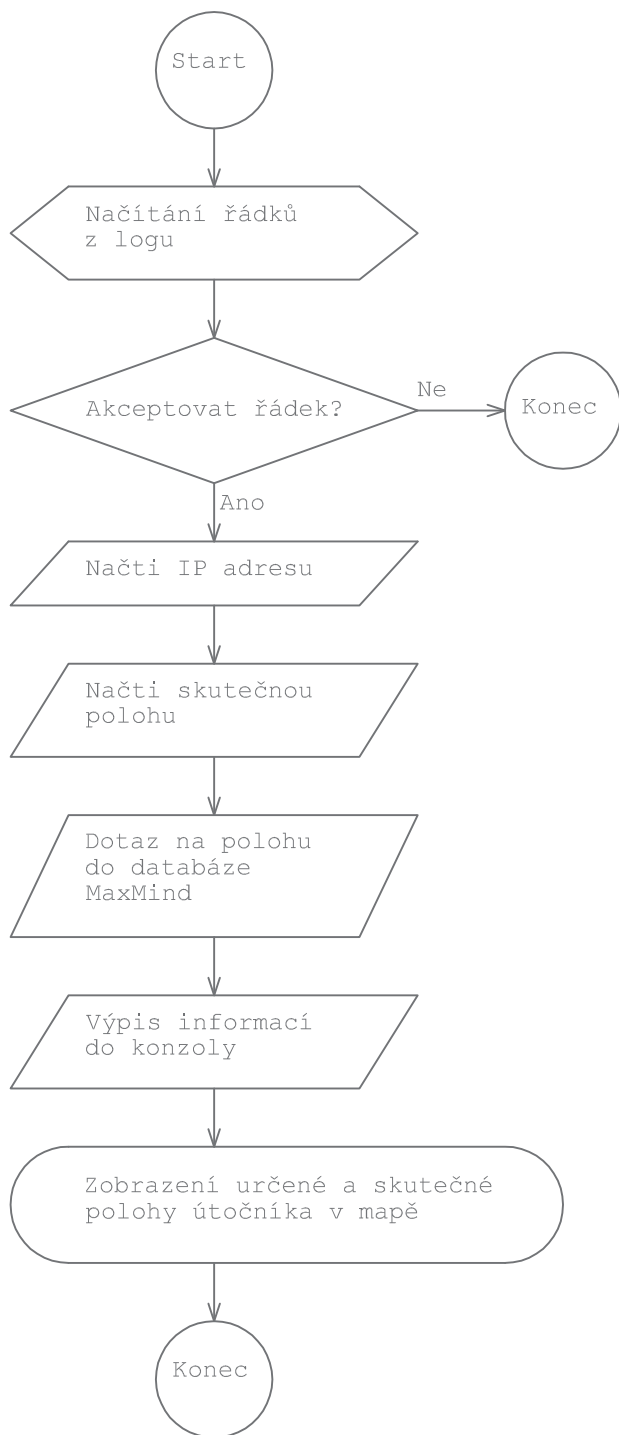 Start
Načítání řádků
z logu
Akceptovat řádek?
Ne
Konec
Ano
Načti IP adresu
Načti skutečnou
polohu
Dotaz na polohu
do databáze
MaxMind
Výpis informací
do konzoly
Zobrazení určené a skutečné
polohy útočníka v mapě
Konec